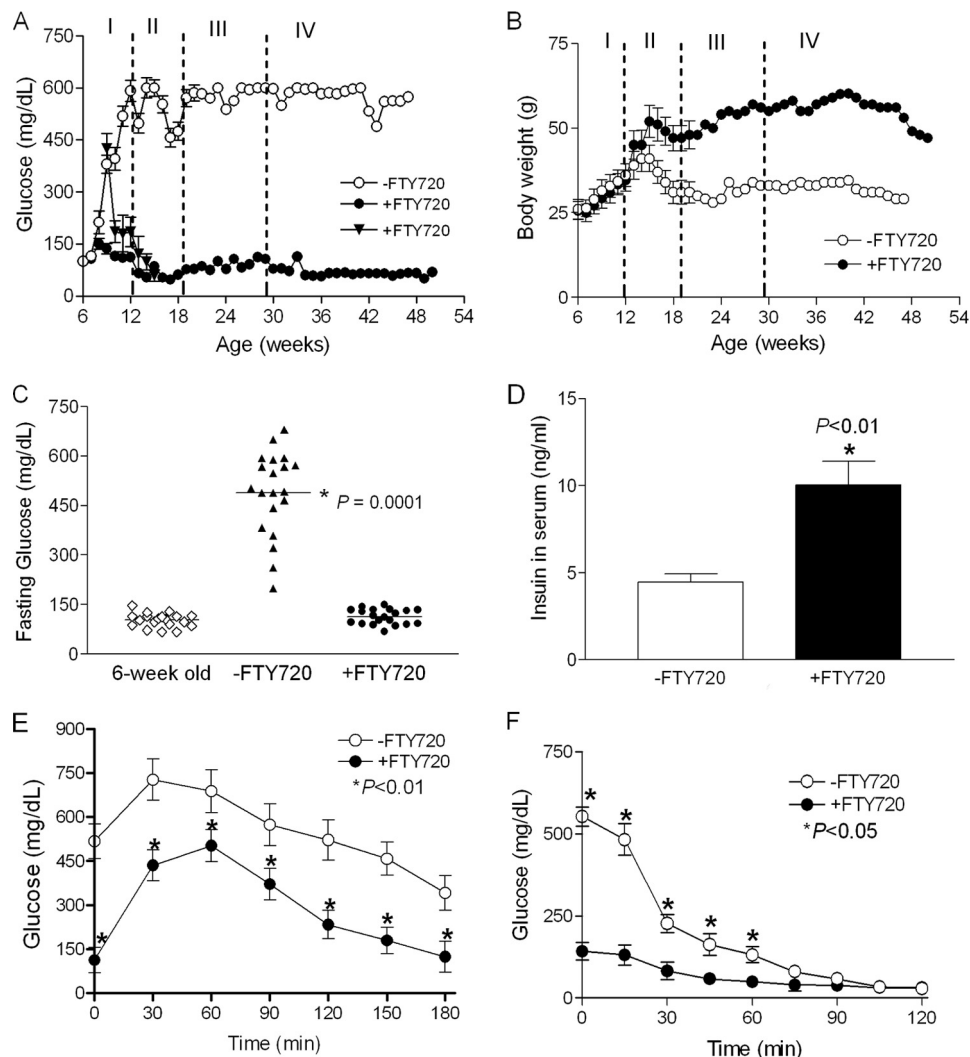 A
I II III IV
Glucose (mg/dL)
750
600
450
300
150
0
-FTY720
+FTY720
+FTY720
6 12 18 24 30 36 42 48 54
Age (weeks)
B
I II III IV
Body weight (g)
75
50
25
0
-FTY720
+FTY720
6 12 18 24 30 36 42 48 54
Age (weeks)
C
Fasting Glucose (mg/dL)
750
600
450
300
150
0
* P = 0.0001
6-week old -FTY720 +FTY720
D
Insuin in serum (ng/ml)
15
10
5
0
P<0.01
*
-FTY720 +FTY720
E
Glucose (mg/dL)
900
750
600
450
300
150
0
-FTY720
+FTY720
*P<0.01
* * * * * * *
0 30 60 90 120 150 180
Time (min)
F
Glucose (mg/dL)
750
500
250
0
-FTY720
+FTY720
*P<0.05
* * * * *
0 30 60 90 120
Time (min)